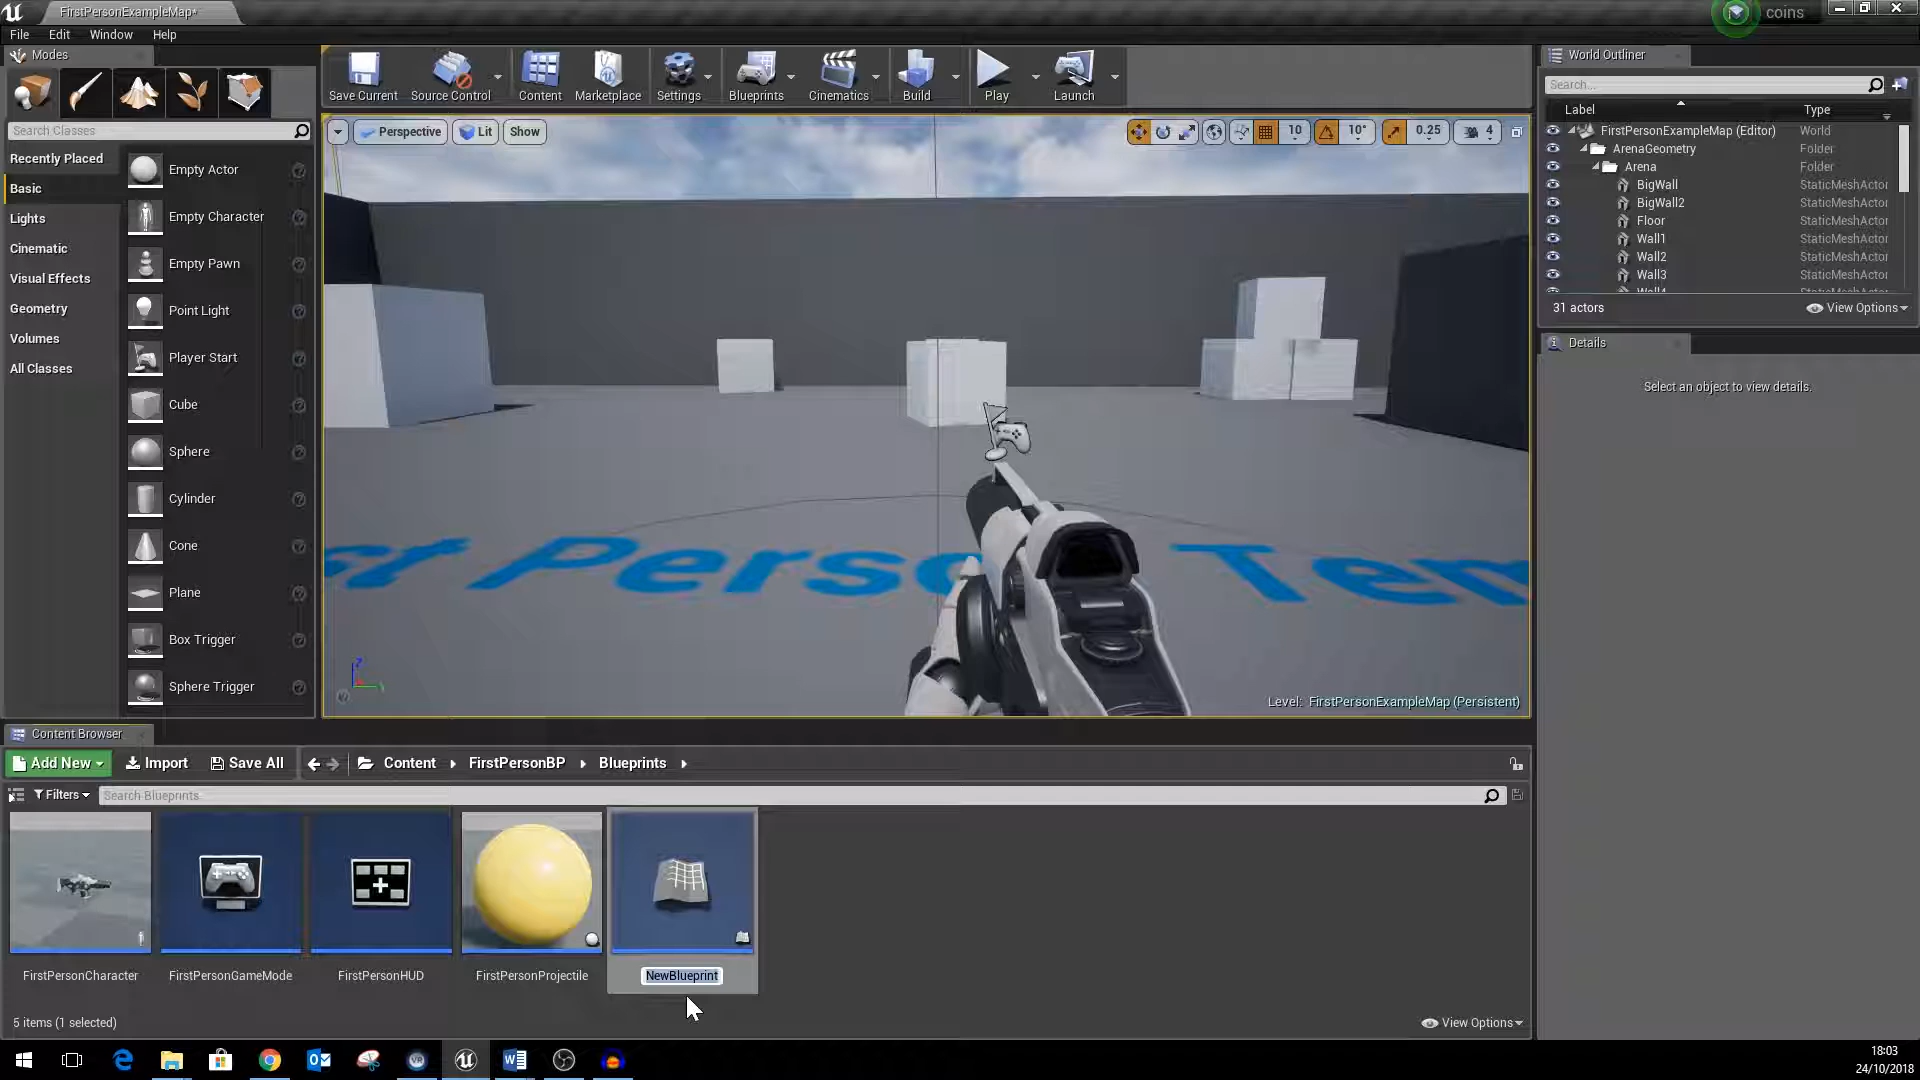 FirstPersonExampleMap*
coins
File Edit Window Help
Modes
Save Current
Source Control
Content
Marketplace
Settings
Blueprints
Cinematics
Build
Play
Launch
World Outliner
Search Classes
Recently Placed
Basic
Lights
Cinematic
Visual Effects
Geometry
Volumes
All Classes
Empty Actor
Empty Character
Empty Pawn
Point Light
Player Start
Cube
Sphere
Cylinder
Cone
Plane
Box Trigger
Sphere Trigger
Perspective Lit Show
10 10° 0.25 4
st Person Tem
Level: FirstPersonExampleMap (Persistent)
Search...
Label Type
FirstPersonExampleMap (Editor) World
ArenaGeometry Folder
Arena Folder
BigWall StaticMeshActor
BigWall2 StaticMeshActor
Floor StaticMeshActor
Wall1 StaticMeshActor
Wall2 StaticMeshActor
Wall3 StaticMeshActor
31 actors View Options
Details
Select an object to view details.
Content Browser
Add New Import Save All Content FirstPersonBP Blueprints
Filters Search Blueprints
FirstPersonCharacter
FirstPersonGameMode
FirstPersonHUD
FirstPersonProjectile
NewBlueprint
5 items (1 selected) View Options
18:03
24/10/2018